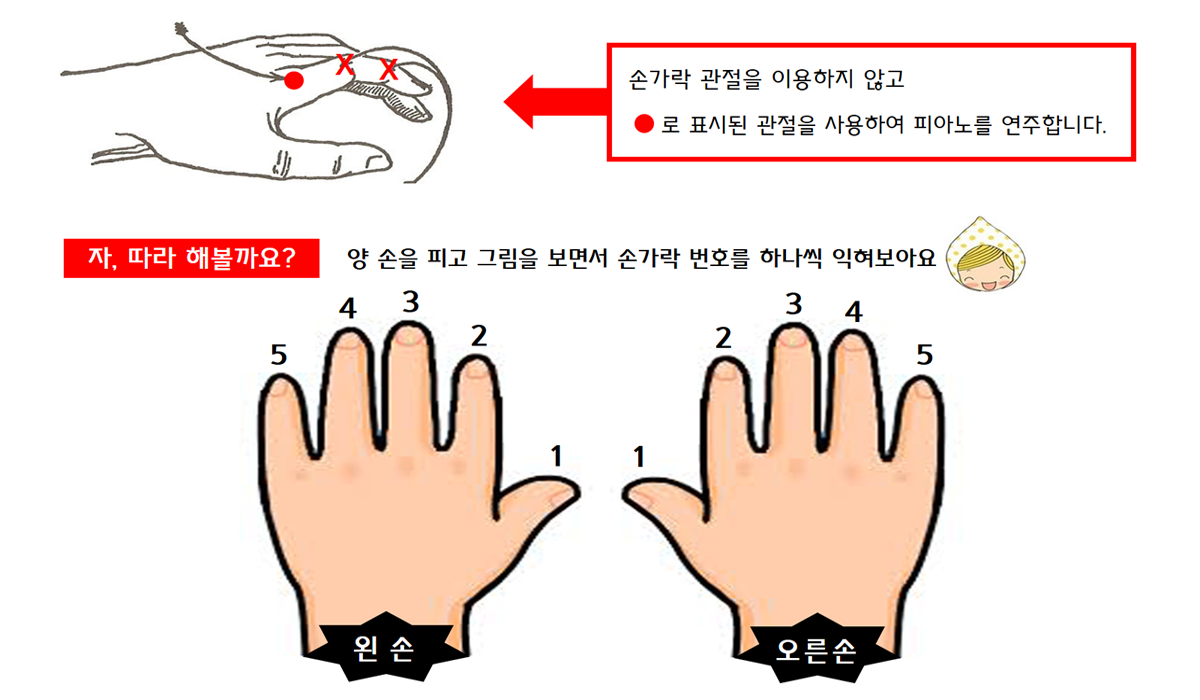 X X
손가락 관절을 이용하지 않고
로 표시된 관절을 사용하여 피아노를 연주합니다.
자, 따라 해볼까요?
양 손을 피고 그림을 보면서 손가락 번호를 하나씩 익혀보아요
5 4 3 2 1
1 2 3 4 5
왼 손
오른손